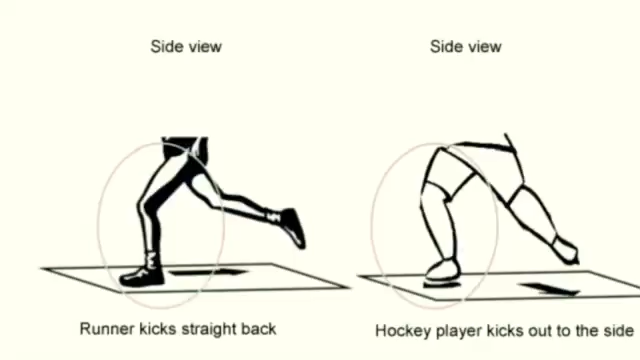 Side view
Side view
Runner kicks straight back
Hockey player kicks out to the side